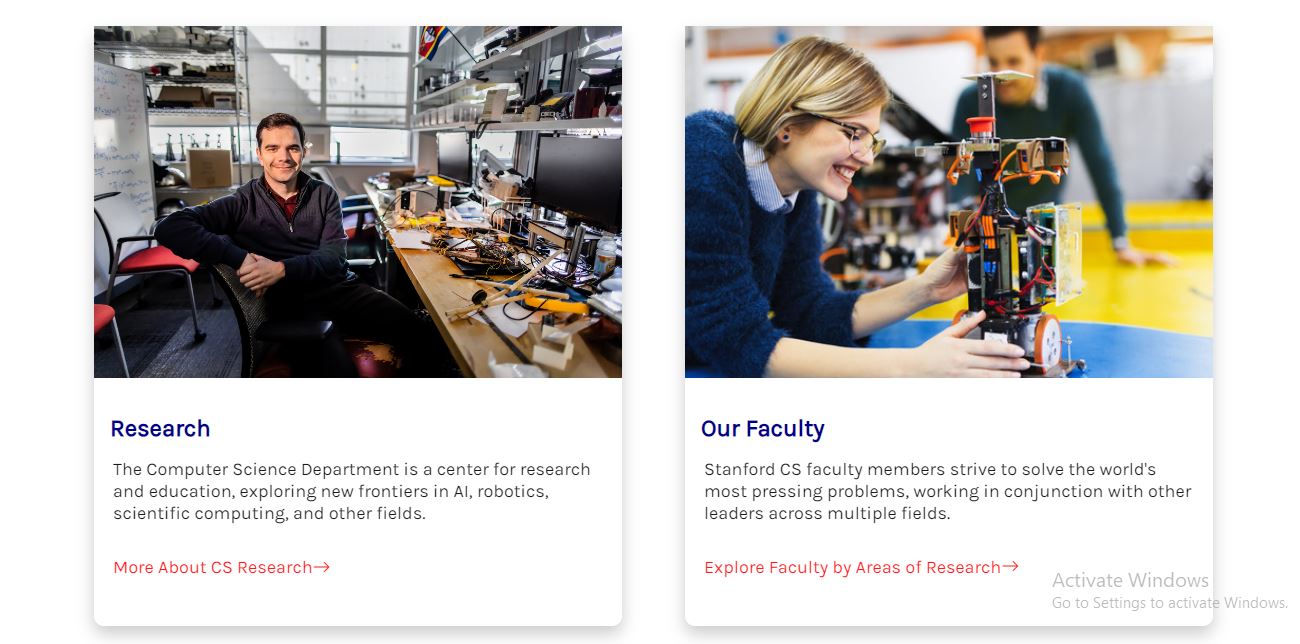 Research
The Computer Science Department is a center for research
and education, exploring new frontiers in AI, robotics,
scientific computing, and other fields.
More About CS Research→
Our Faculty
Stanford CS faculty members strive to solve the world's
most pressing problems, working in conjunction with other
leaders across multiple fields.
Explore Faculty by Areas of Research→
Activate Windows
Go to Settings to activate Windows.